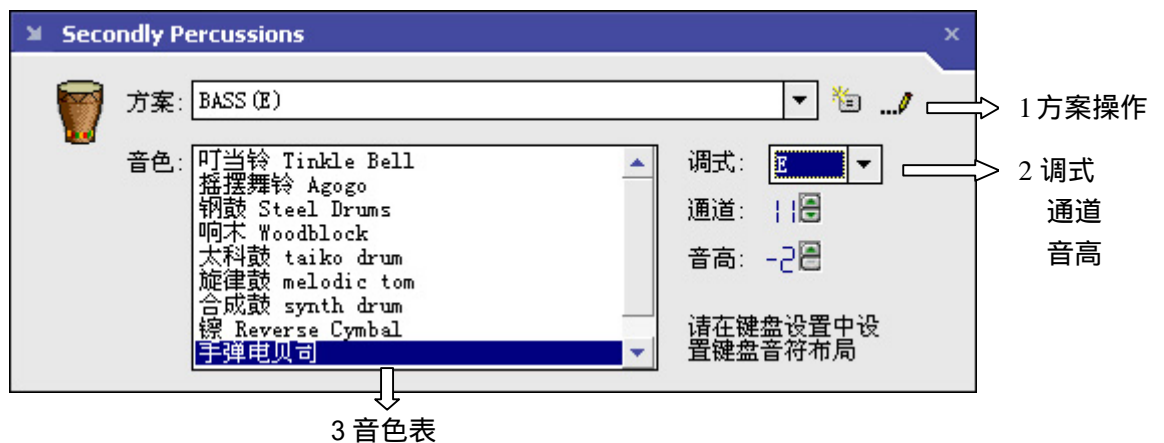 Secondly Percussions
方案: BASS(E)
1 方案操作
音色:
叮当铃 Tinkle Bell
摇摆舞铃 Agogo
钢鼓 Steel Drums
响木 Woodblock
太科鼓 taiko drum
旋律鼓 melodic tom
合成鼓 synth drum
镲 Reverse Cymbal
手弹电贝司
调式: E
通道: 11
音高: -2
请在键盘设置中设
置键盘音符布局
2 调式
通道
音高
3 音色表